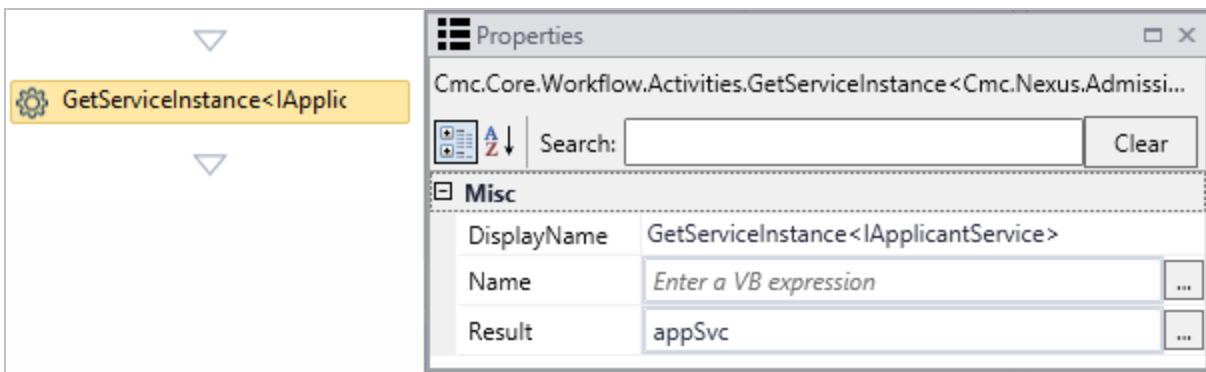 GetServiceInstance<IApplic
Properties
Cmc.Core.Workflow.Activities.GetServiceInstance<Cmc.Nexus.Admissi...
A
Z
Search:
Clear
Misc
DisplayName GetServiceInstance<IApplicantService>
Name Enter a VB expression ...
Result appSvc ...